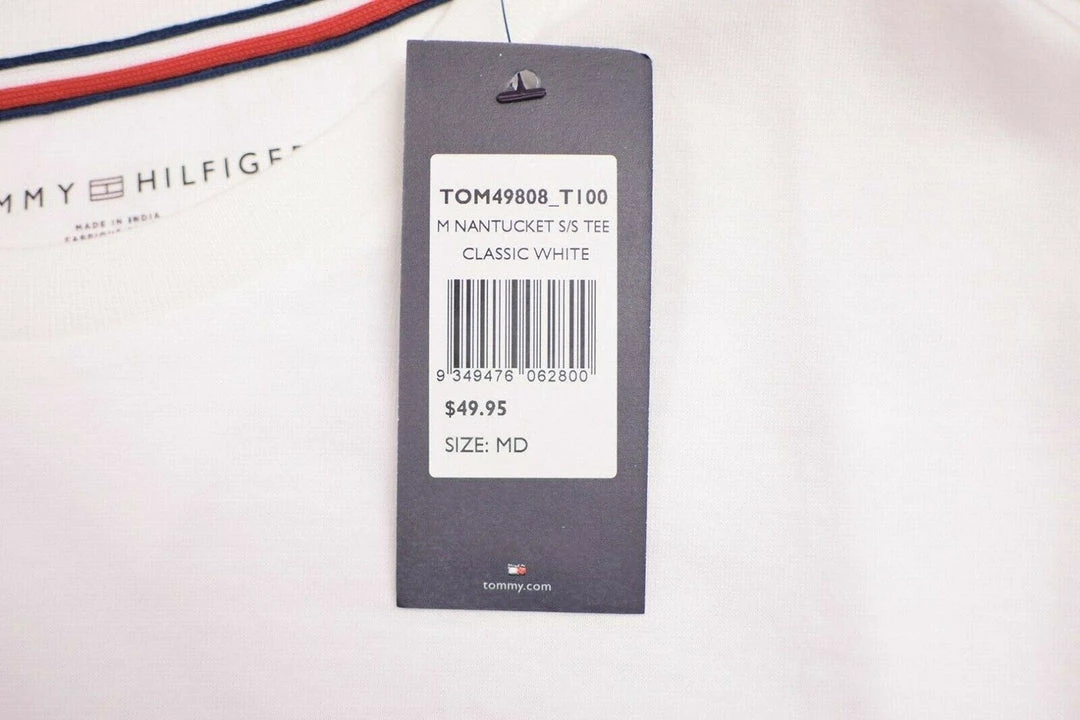 MMY HILFIGE
MADE IN INDIA
TOM49808_T100
M NANTUCKET S/S TEE
CLASSIC WHITE
9 349476 062800
$49.95
SIZE: MD
tommy.com